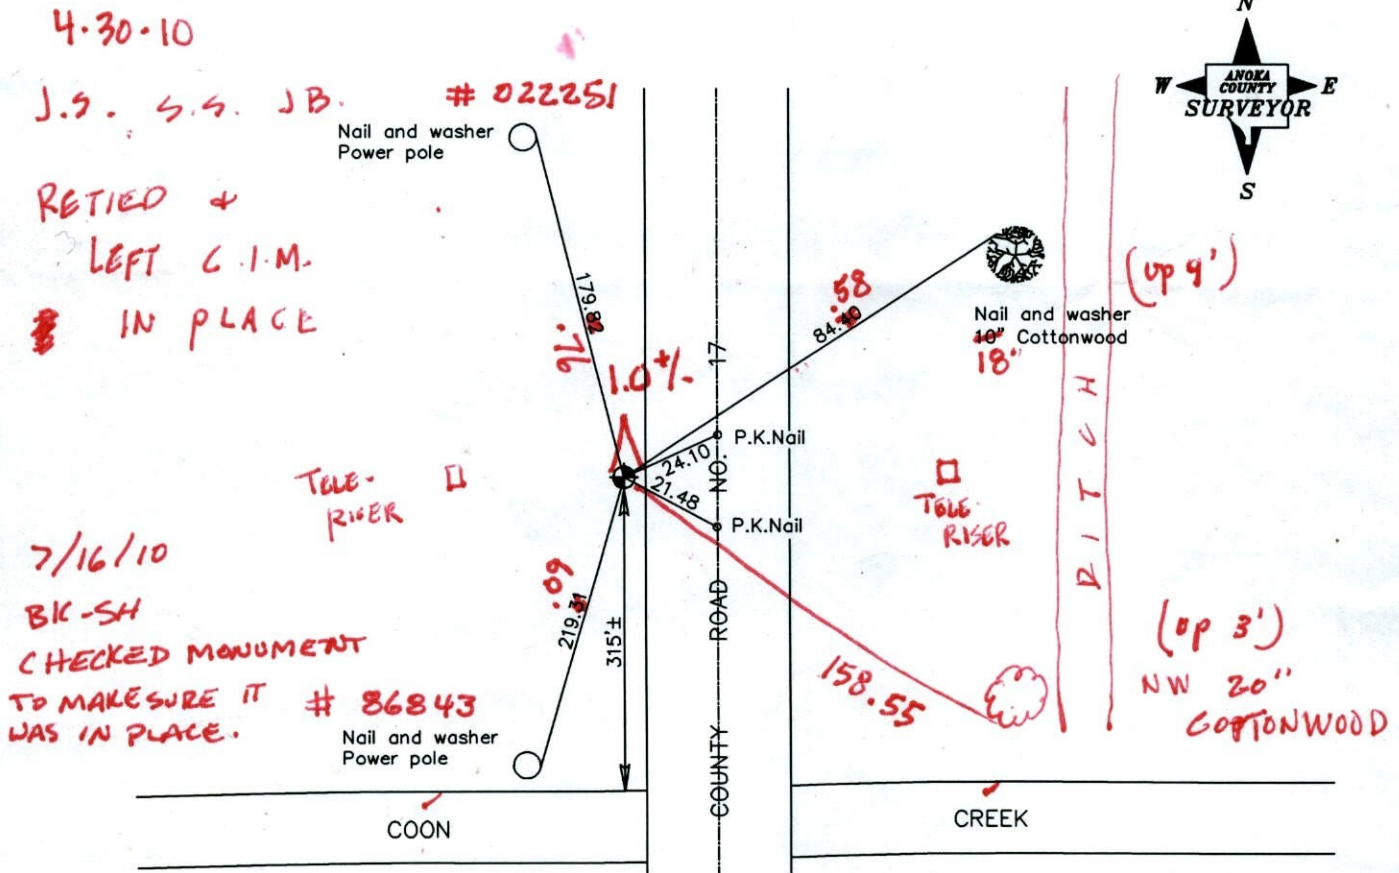 4·30·10
J.S. S.S. JB.
# 022251
Nail and washer
Power pole
N
W
ANOKA
COUNTY
SURVEYOR
E
S
RETIED &
LEFT C.I.M.
IN PLACE
179.82
.76
1.0 +/-
.58
84.40
Nail and washer
10" Cottonwood
18"
(up 9')
P.K.Nail
24.10
21.48
P.K.Nail
TELE-
RISER
TELE
RISER
DITCH
COUNTY ROAD NO. 17
7/16/10
BK-SH
CHECKED MONUMENT
TO MAKE SURE IT
WAS IN PLACE.
.09
219.31
315'±
158.55
(up 3')
NW 20"
COTTONWOOD
# 86843
Nail and washer
Power pole
COON
CREEK